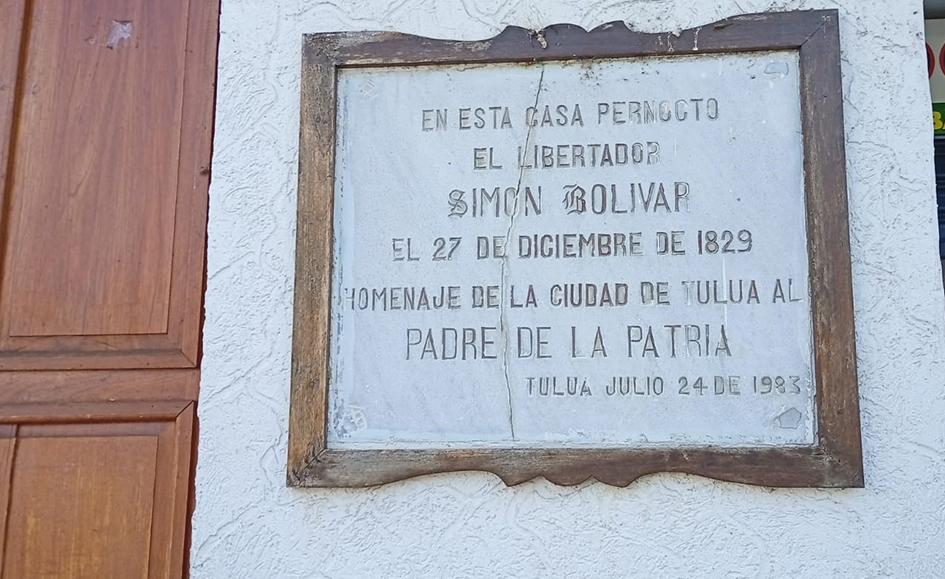 EN ESTA CASA PERNOCTO
EL LIBERTADOR
SIMON BOLIVAR
EL 27 DE DICIEMBRE DE 1829
HOMENAJE DE LA CIUDAD DE TULUA AL
PADRE DE LA PATRIA
TULUA JULIO 24 DE 1983